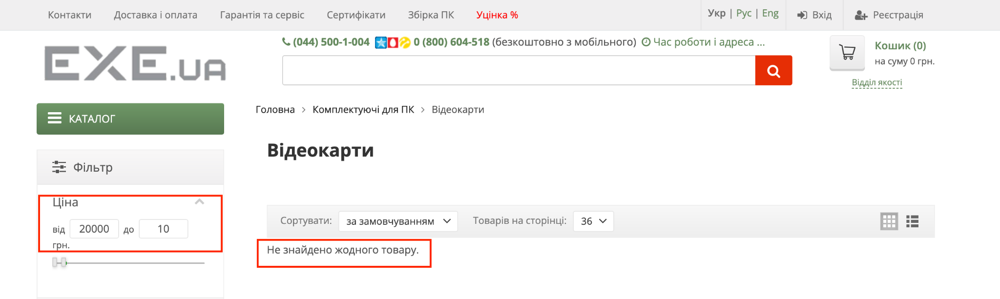 Контакти Доставка і оплата Гарантія та сервіс Сертифікати Збірка ПК Уцінка % Укр | Рус | Eng Вхід Реєстрація
EXE.UA
(044) 500-1-004 0 (800) 604-518 (безкоштовно з мобільного) Час роботи і адреса ...
Кошик (0)
на суму 0 грн.
Відділ якості
КАТАЛОГ
Головна > Комплектуючі для ПК > Відеокарти
Відеокарти
Фільтр
Ціна
від 20000 до 10
грн.
Сортувати: за замовчуванням Товарів на сторінці: 36
Не знайдено жодного товару.